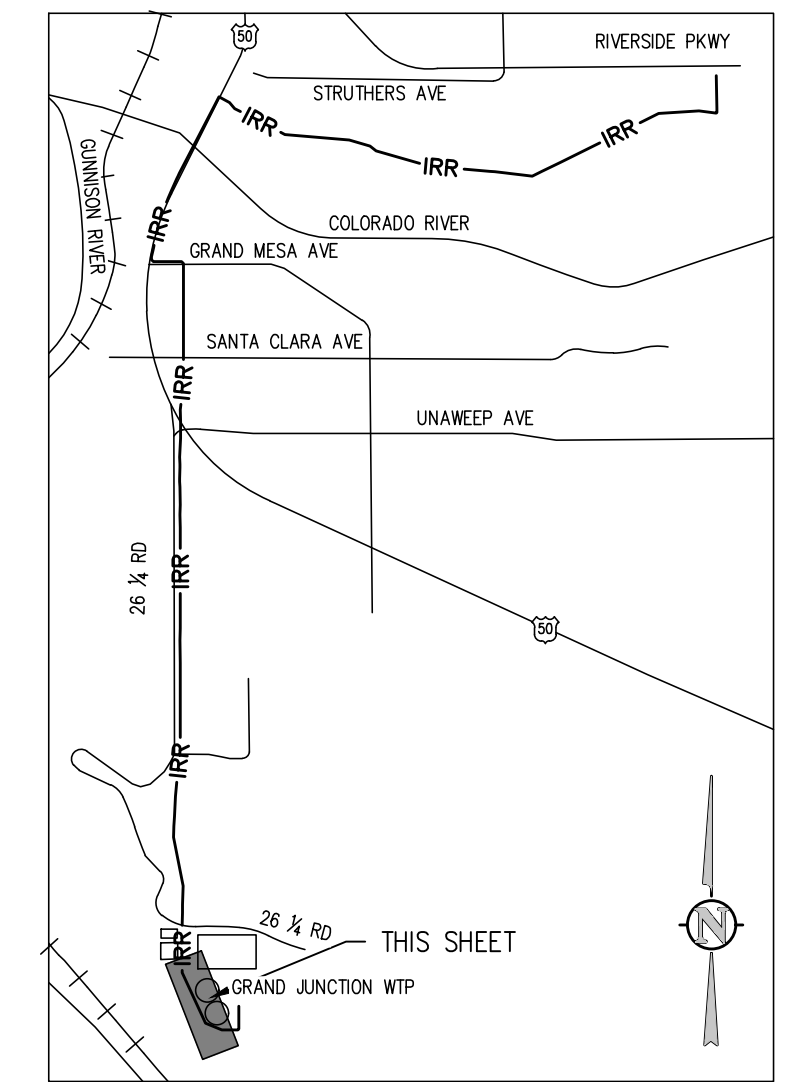 50
RIVERSIDE PKWY
STRUTHERS AVE
IRR
IRR
IRR
GUNNISON RIVER
IRR
COLORADO RIVER
GRAND MESA AVE
SANTA CLARA AVE
IRR
UNAWEEP AVE
26 ¼ RD
IRR
50
IRR
26 ¼ RD
N
IRR
THIS SHEET
GRAND JUNCTION WTP